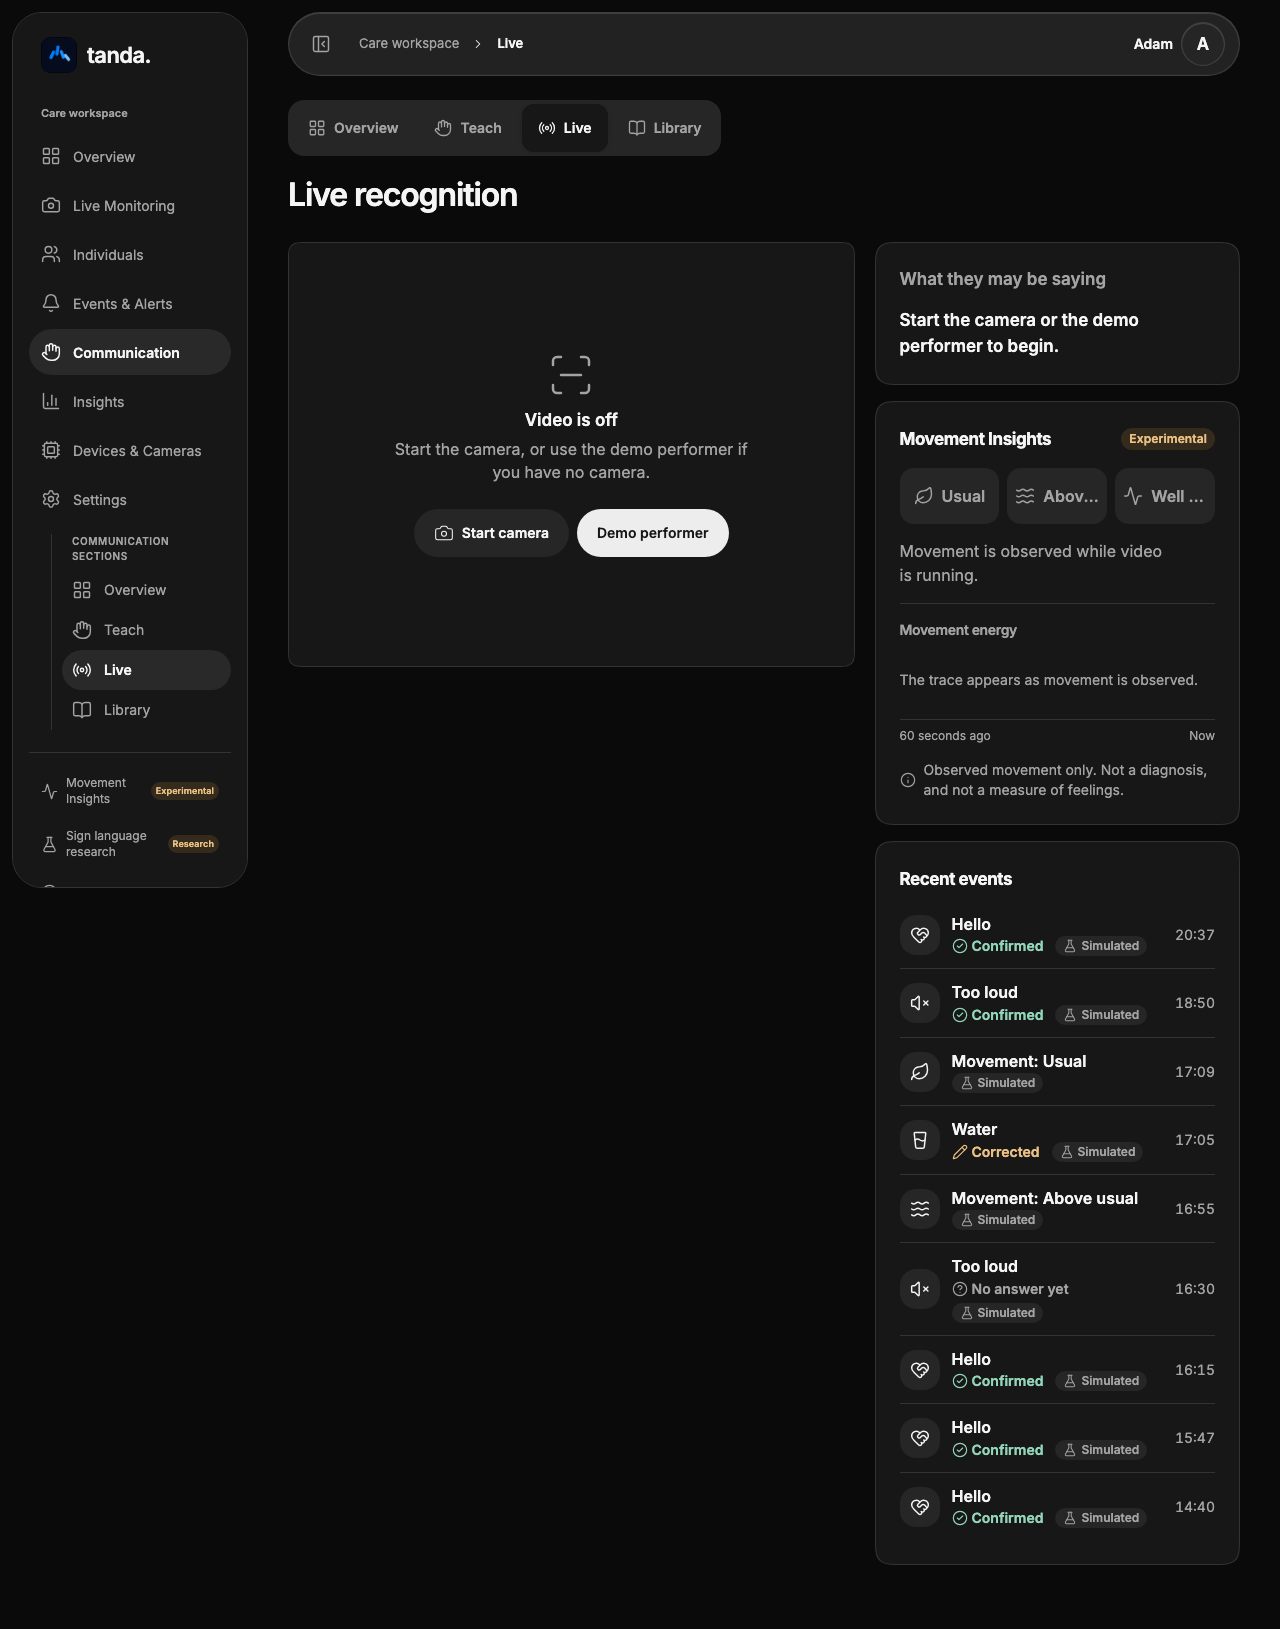 tanda.
Care workspace
Overview
Live Monitoring
Individuals
Events & Alerts
Communication
Insights
Devices & Cameras
Settings
COMMUNICATION
SECTIONS
Overview
Teach
Live
Library
Movement
Insights
Experimental
Sign language
research
Research
Care workspace > Live
Adam A
Overview Teach Live Library
Live recognition
Video is off
Start the camera, or use the demo performer if
you have no camera.
Start camera Demo performer
What they may be saying
Start the camera or the demo
performer to begin.
Movement Insights Experimental
Usual Abov... Well ...
Movement is observed while video
is running.
Movement energy
The trace appears as movement is observed.
60 seconds ago Now
Observed movement only. Not a diagnosis,
and not a measure of feelings.
Recent events
Hello
Confirmed Simulated 20:37
Too loud
Confirmed Simulated 18:50
Movement: Usual
Simulated 17:09
Water
Corrected Simulated 17:05
Movement: Above usual
Simulated 16:55
Too loud
No answer yet 16:30
Simulated
Hello
Confirmed Simulated 16:15
Hello
Confirmed Simulated 15:47
Hello
Confirmed Simulated 14:40